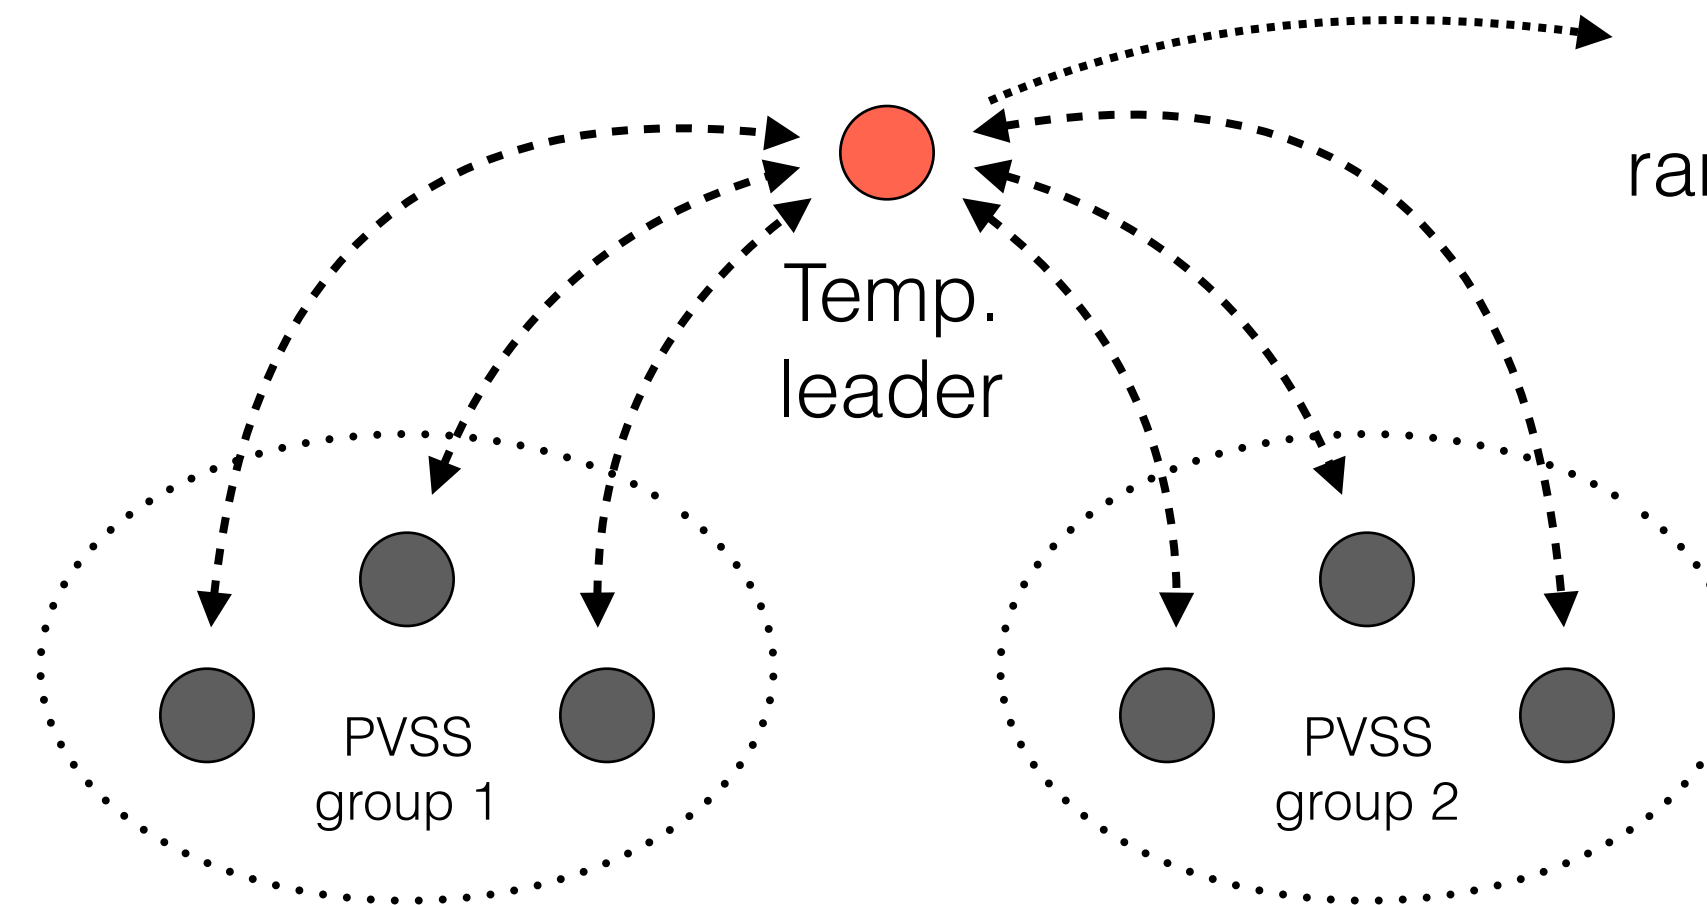 Temp.
leader
PVSS
group 1
PVSS
group 2